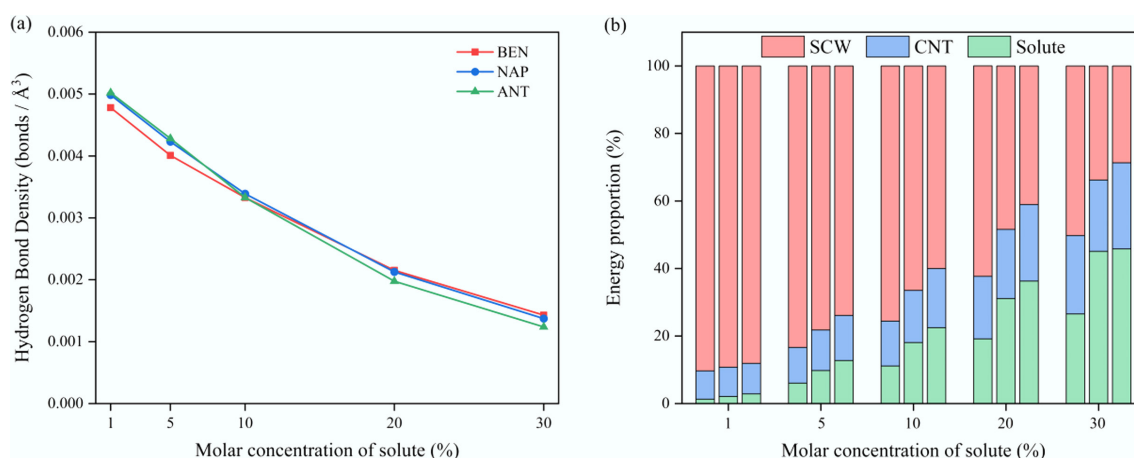 (a)
0.006
0.005
0.004
0.003
0.002
0.001
0.000
Hydrogen Bond Density (bonds / Å³)
BEN
NAP
ANT
1 5 10 20 30
Molar concentration of solute (%)
(b)
SCW CNT Solute
100
80
60
40
20
0
Energy proportion (%)
1 5 10 20 30
Molar concentration of solute (%)